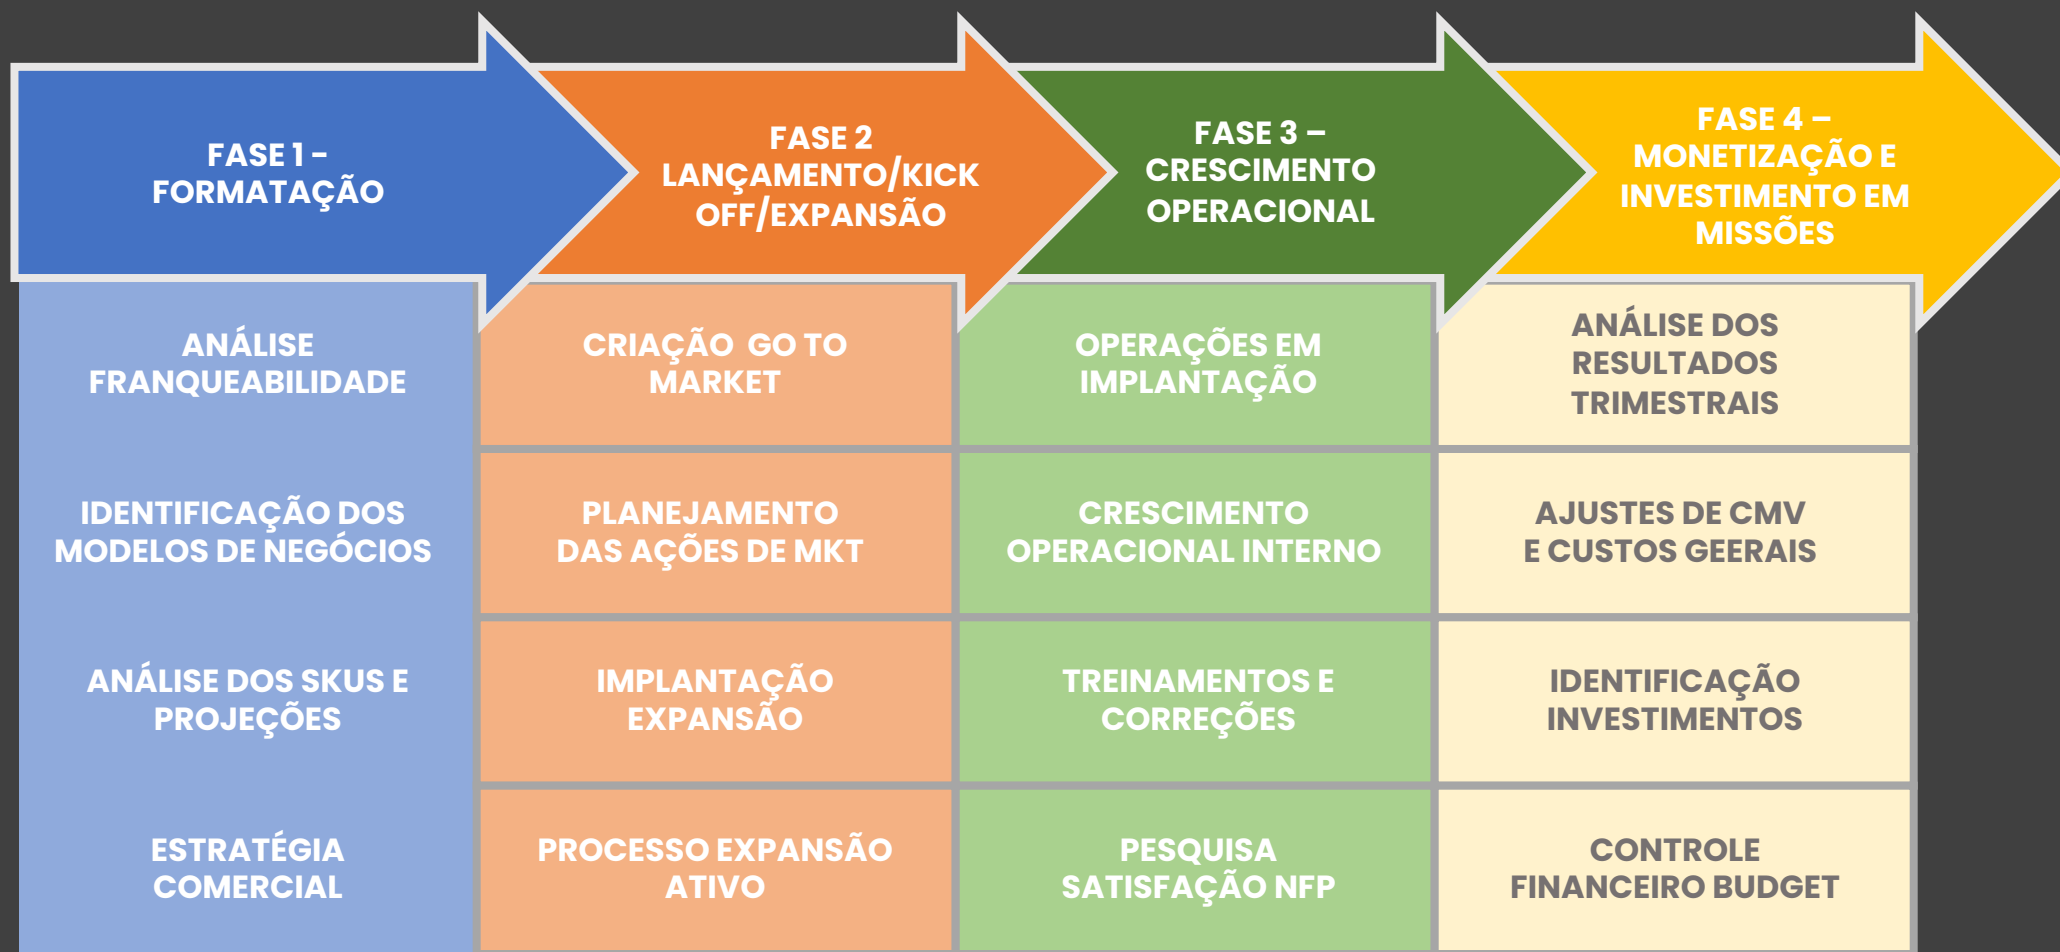 FASE 1 -
FORMATAÇÃO
FASE 2
LANÇAMENTO/KICK
OFF/EXPANSÃO
FASE 3 –
CRESCIMENTO
OPERACIONAL
FASE 4 –
MONETIZAÇÃO E
INVESTIMENTO EM
MISSÕES
ANÁLISE
FRANQUEABILIDADE
CRIAÇÃO  GO TO
MARKET
OPERAÇÕES EM
IMPLANTAÇÃO
ANÁLISE DOS
RESULTADOS
TRIMESTRAIS
IDENTIFICAÇÃO DOS
MODELOS DE NEGÓCIOS
PLANEJAMENTO
DAS AÇÕES DE MKT
CRESCIMENTO
OPERACIONAL INTERNO
AJUSTES DE CMV
E CUSTOS GEERAIS
ANÁLISE DOS SKUS E
PROJEÇÕES
IMPLANTAÇÃO
EXPANSÃO
TREINAMENTOS E
CORREÇÕES
IDENTIFICAÇÃO
INVESTIMENTOS
ESTRATÉGIA
COMERCIAL
PROCESSO EXPANSÃO
ATIVO
PESQUISA
SATISFAÇÃO NFP
CONTROLE
FINANCEIRO BUDGET